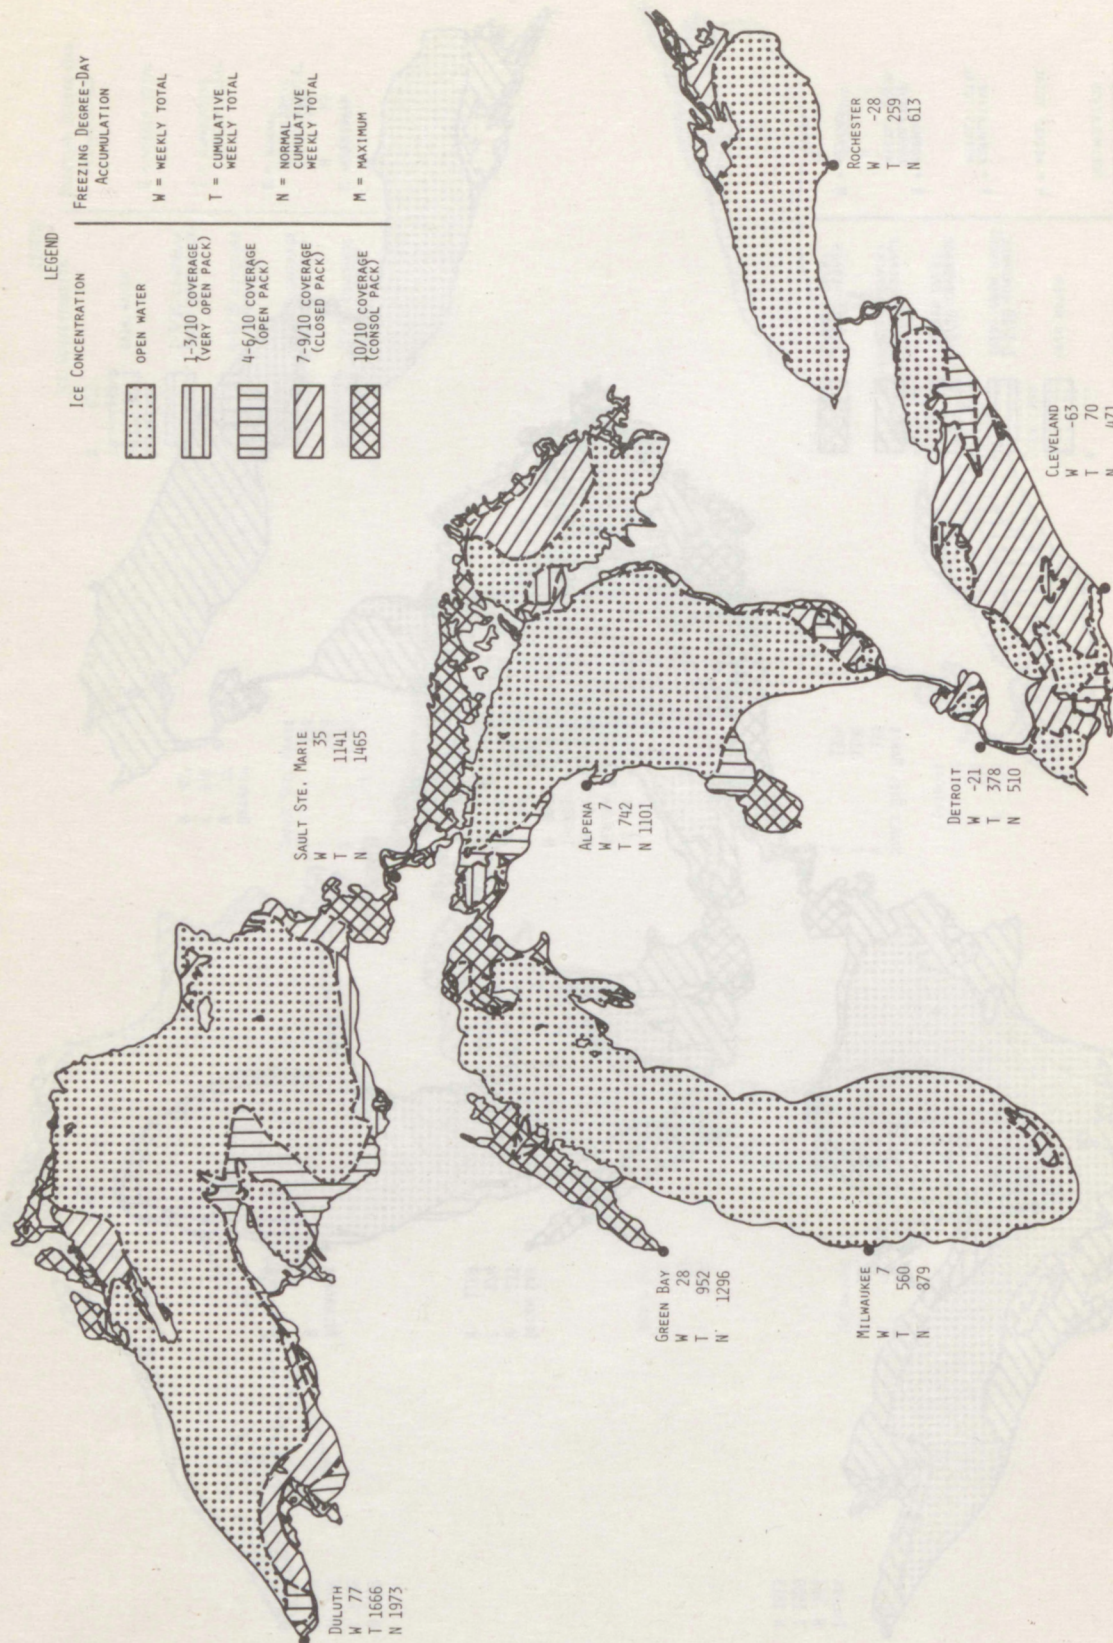 LEGEND
ICE CONCENTRATION
OPEN WATER
1-3/10 COVERAGE
(VERY OPEN PACK)
4-6/10 COVERAGE
(OPEN PACK)
7-9/10 COVERAGE
(CLOSED PACK)
10/10 COVERAGE
(CONSOL PACK)
FREEZING DEGREE-DAY
ACCUMULATION
W = WEEKLY TOTAL
T = CUMULATIVE
WEEKLY TOTAL
N = NORMAL
CUMULATIVE
WEEKLY TOTAL
M = MAXIMUM
DULUTH
W 77
T 1666
N 1973
SAULT STE. MARIE
W 35
T 1141
N 1465
GREEN BAY
W 28
T 952
N 1296
MILWAUKEE
W 7
T 560
N 879
ALPENA
W 7
T 742
N 1101
DETROIT
W -21
T 378
N 510
CLEVELAND
W -63
T 70
N 471
ROCHESTER
W -28
T 259
N 613